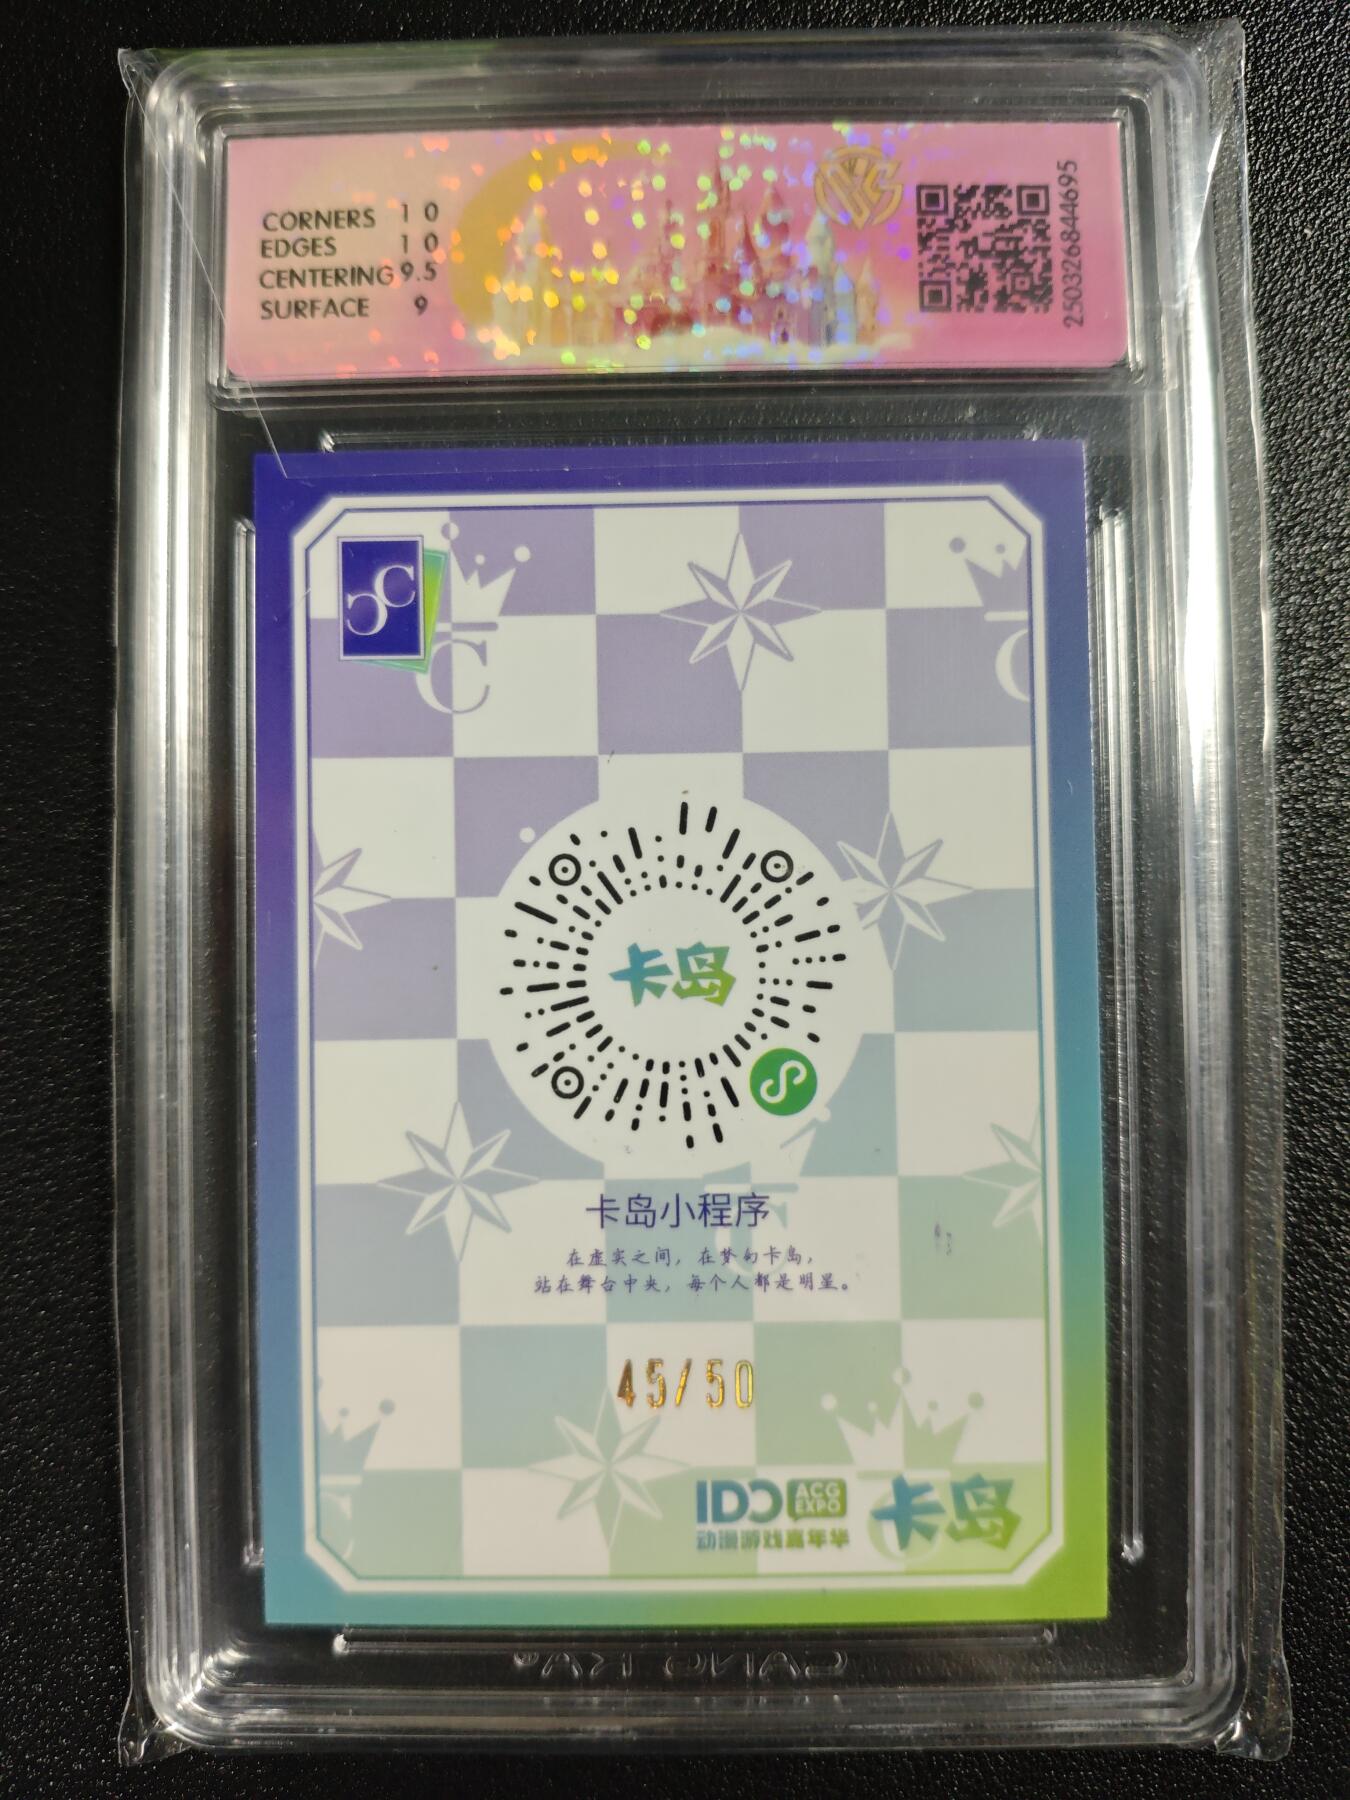 CORNERS 10
EDGES 10
CENTERING 9.5
SURFACE 9
2503326844695
卡岛
卡岛小程序
在虚实之间，在梦幻卡岛，
站在舞台中央，每个人都是明星。
45/50
IDO ACG EXPO
动漫游戏嘉年华
卡岛